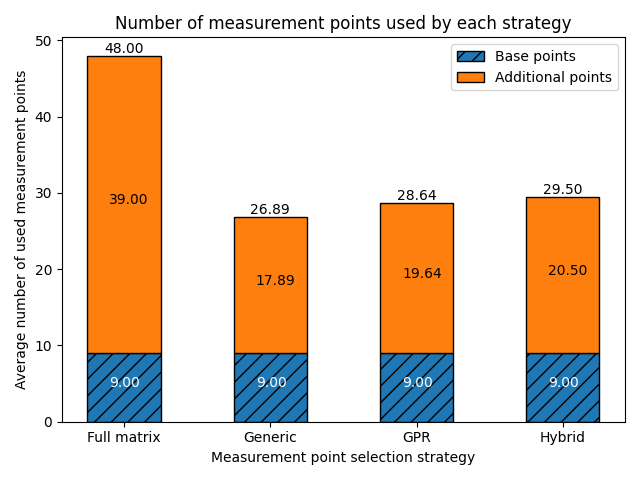 Number of measurement points used by each strategy
Average number of used measurement points
50
40
30
20
10
0
Base points
Additional points
48.00
26.89
28.64
29.50
39.00
17.89
19.64
20.50
9.00
9.00
9.00
9.00
Full matrix
Generic
GPR
Hybrid
Measurement point selection strategy